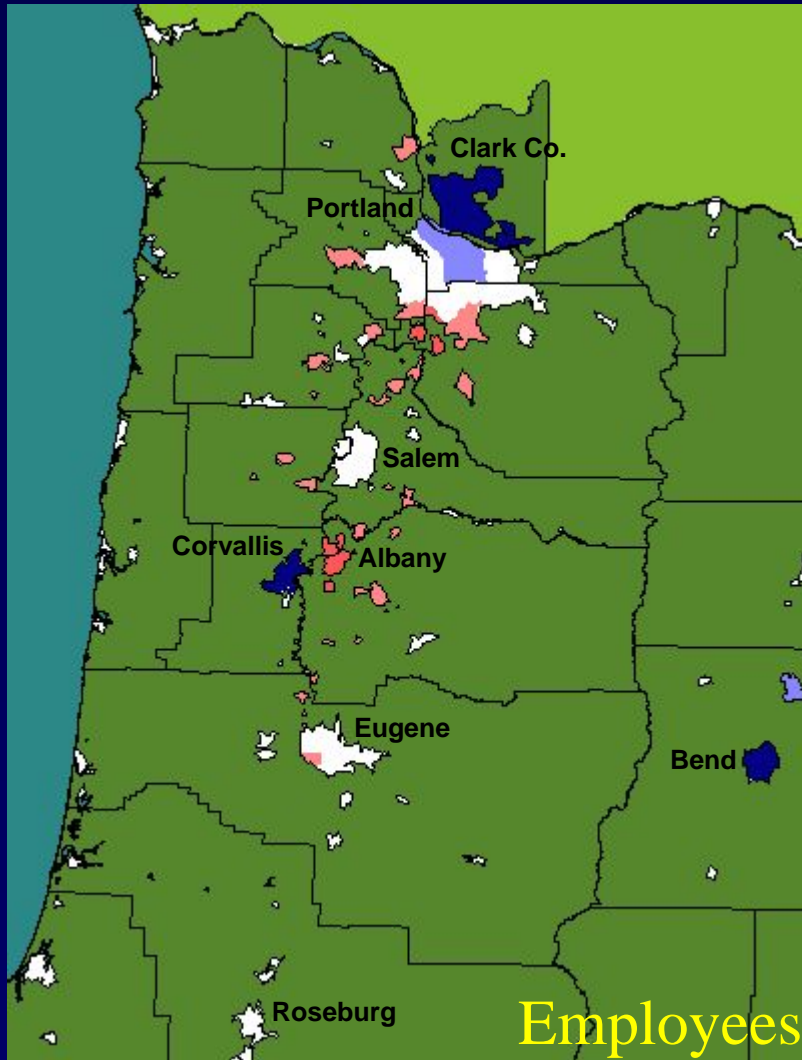 Clark Co.
Portland
Salem
Corvallis
Albany
Eugene
Bend
Roseburg
Employees